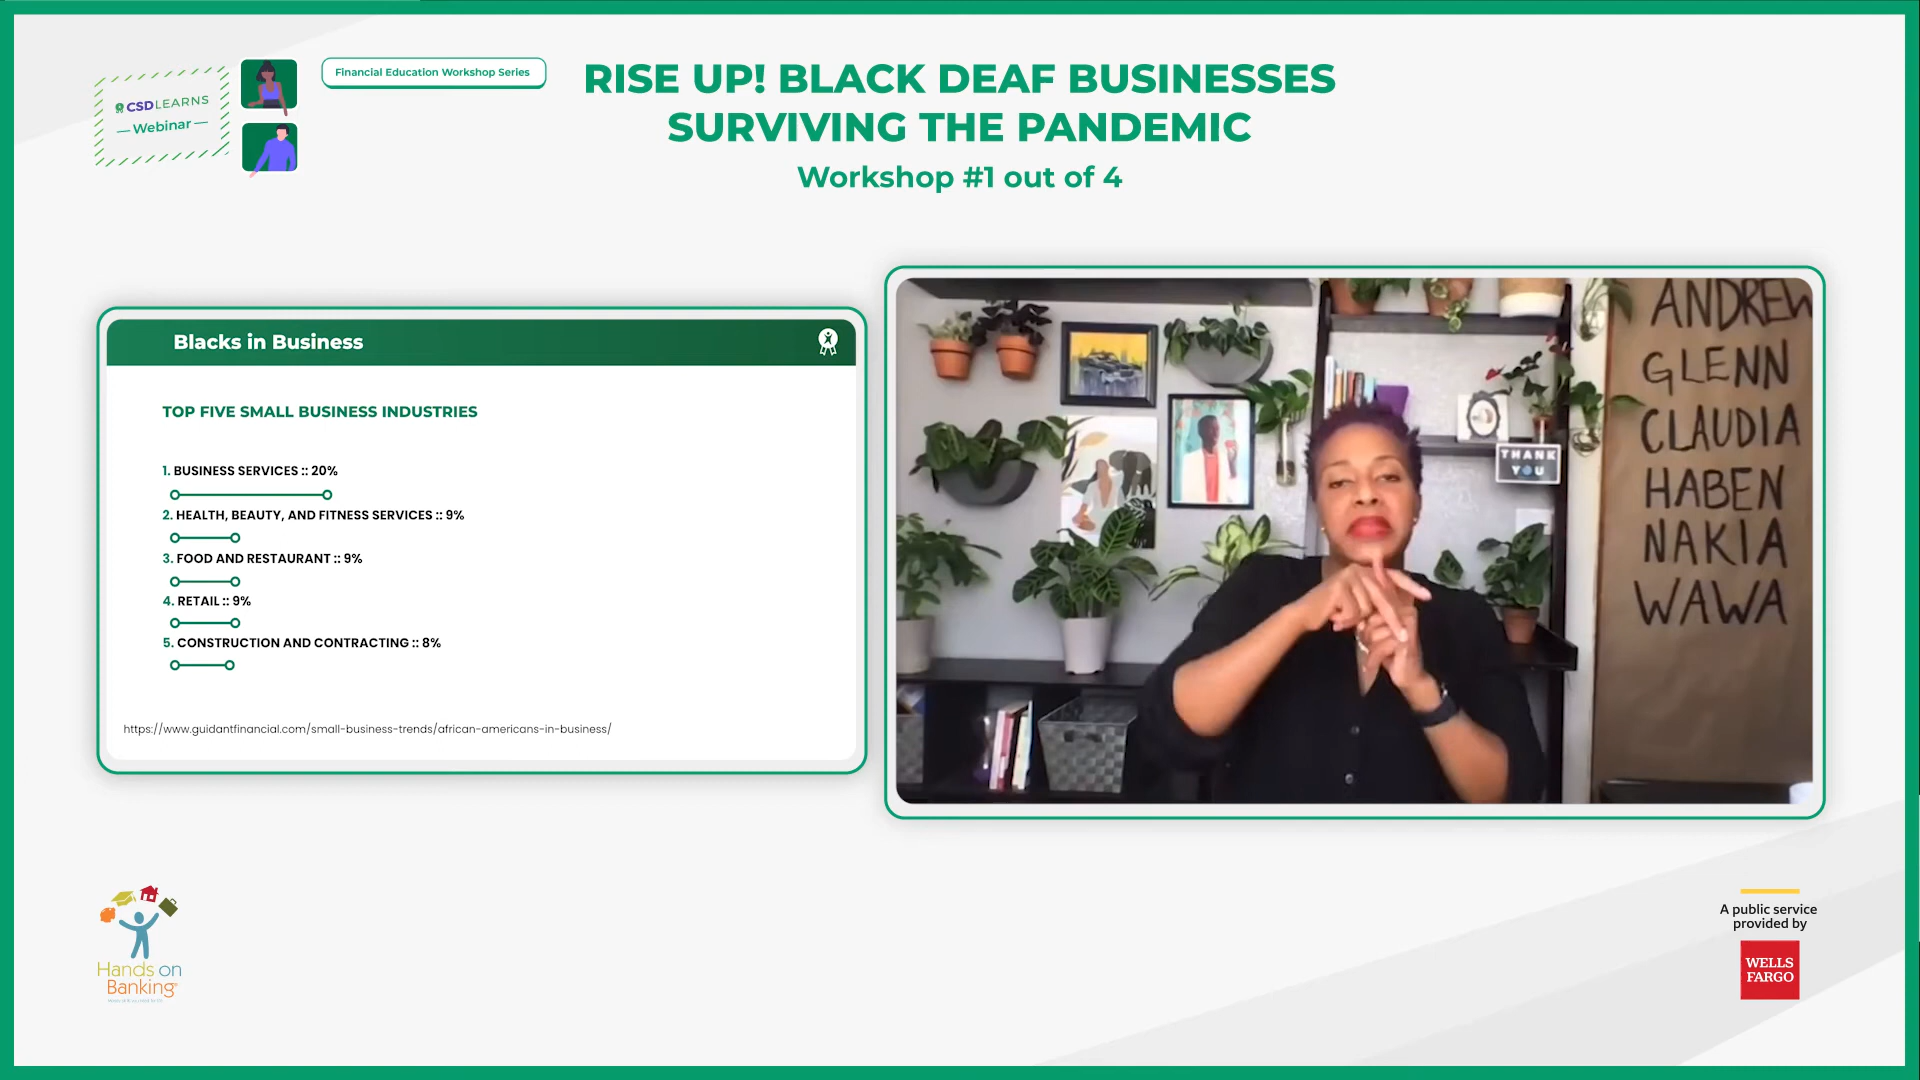 CSDLEARNS
— Webinar —
Financial Education Workshop Series
RISE UP! BLACK DEAF BUSINESSES
SURVIVING THE PANDEMIC
Workshop #1 out of 4
Blacks in Business
TOP FIVE SMALL BUSINESS INDUSTRIES
1. BUSINESS SERVICES :: 20%
2. HEALTH, BEAUTY, AND FITNESS SERVICES :: 9%
3. FOOD AND RESTAURANT :: 9%
4. RETAIL :: 9%
5. CONSTRUCTION AND CONTRACTING :: 8%
https://www.guidantfinancial.com/small-business-trends/african-americans-in-business/
THANK
YOU
ANDREW
GLENN
CLAUDIA
HABEN
NAKIA
WAWA
Hands on
Banking®
A public service
provided by
WELLS
FARGO